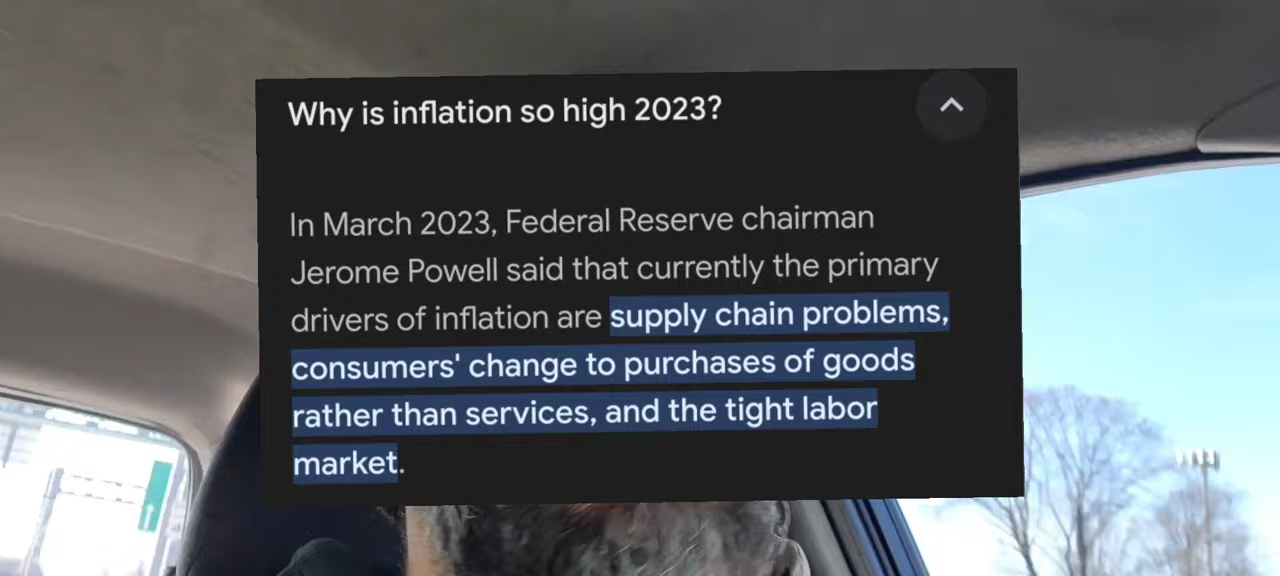 Why is inflation so high 2023?
In March 2023, Federal Reserve chairman
Jerome Powell said that currently the primary
drivers of inflation are supply chain problems,
consumers' change to purchases of goods
rather than services, and the tight labor
market.